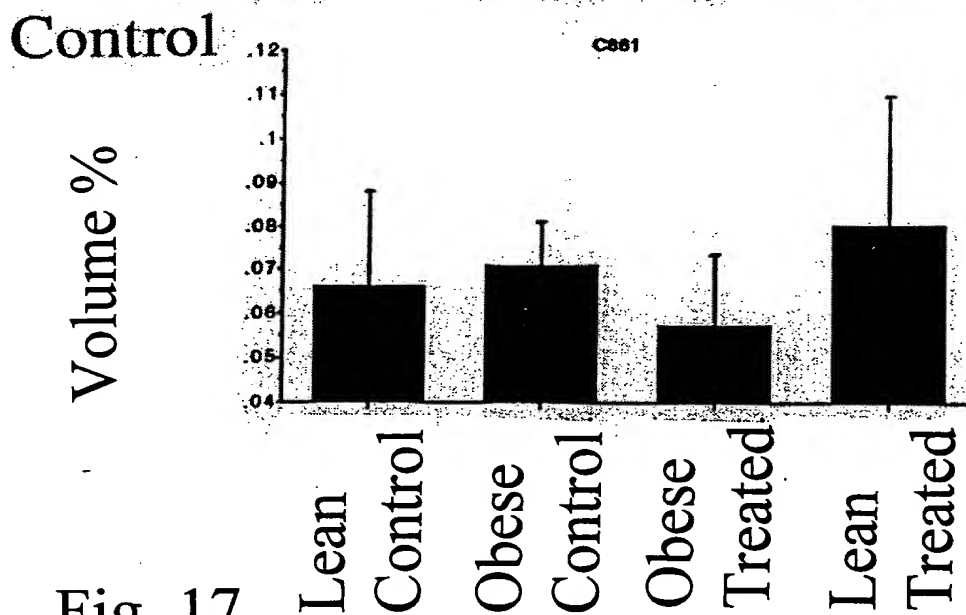 Control
C861
.12
.11
.1
.09
.08
.07
.06
.05
.04
Volume %
Lean Control
Obese Control
Obese Treated
Lean Treated
Fig. 17